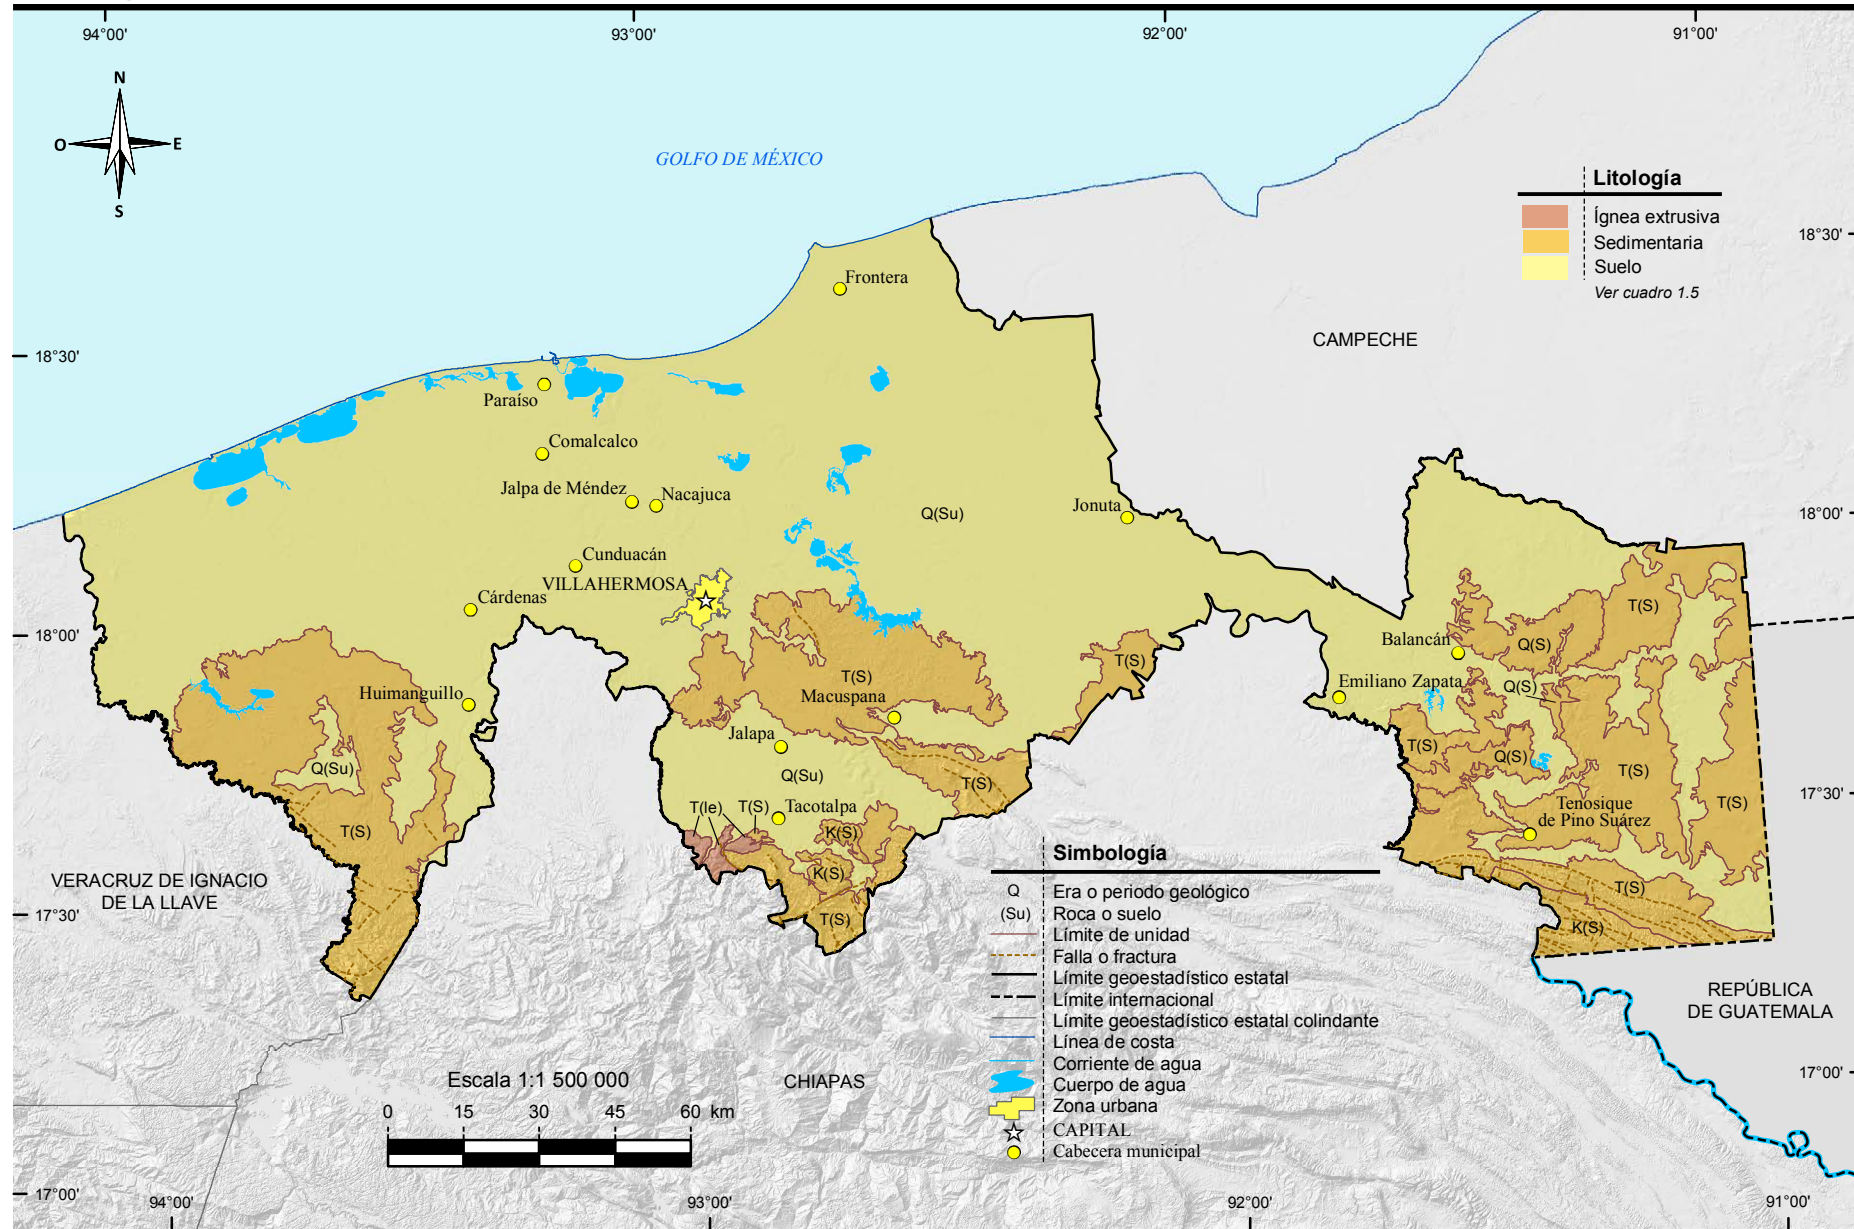 94°00'
93°00'
92°00'
91°00'
N
O
E
S
GOLFO DE MÉXICO
Litología
Ígnea extrusiva
Sedimentaria
Suelo
Ver cuadro 1.5
18°30'
Frontera
CAMPECHE
18°30'
Paraíso
Comalcalco
Jalpa de Méndez
Nacajuca
Q(Su)
Jonuta
18°00'
Cunduacán
VILLAHERMOSA
Cárdenas
18°00'
T(S)
Balancán
Q(S)
T(S)
T(S)
Macuspana
Emiliano Zapata
Q(S)
Huimanguillo
Jalapa
T(S)
Q(S)
Q(Su)
Q(Su)
T(S)
T(S)
T(S)
17°30'
T(Ie)
T(S)
Tacotalpa
Tenosique
de Pino Suárez
T(S)
K(S)
K(S)
T(S)
T(S)
K(S)
VERACRUZ DE IGNACIO
DE LA LLAVE
17°30'
Simbología
Q Era o periodo geológico
(Su) Roca o suelo
Límite de unidad
Falla o fractura
Límite geoestadístico estatal
Límite internacional
Límite geoestadístico estatal colindante
Línea de costa
Corriente de agua
Cuerpo de agua
Zona urbana
CAPITAL
Cabecera municipal
REPÚBLICA
DE GUATEMALA
17°00'
CHIAPAS
Escala 1:1 500 000
0 15 30 45 60 km
17°00'
94°00'
93°00'
92°00'
91°00'